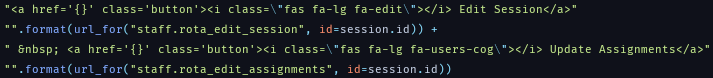 "<a href='{}' class='button'><i class=\"fas fa-lg fa-edit\"></i> Edit Session</a>"
"".format(url_for("staff.rota_edit_session", id=session.id)) +
" &nbsp; <a href='{}' class='button'><i class=\"fas fa-lg fa-users-cog\"></i> Update Assignments</a>"
"".format(url_for("staff.rota_edit_assignments", id=session.id))